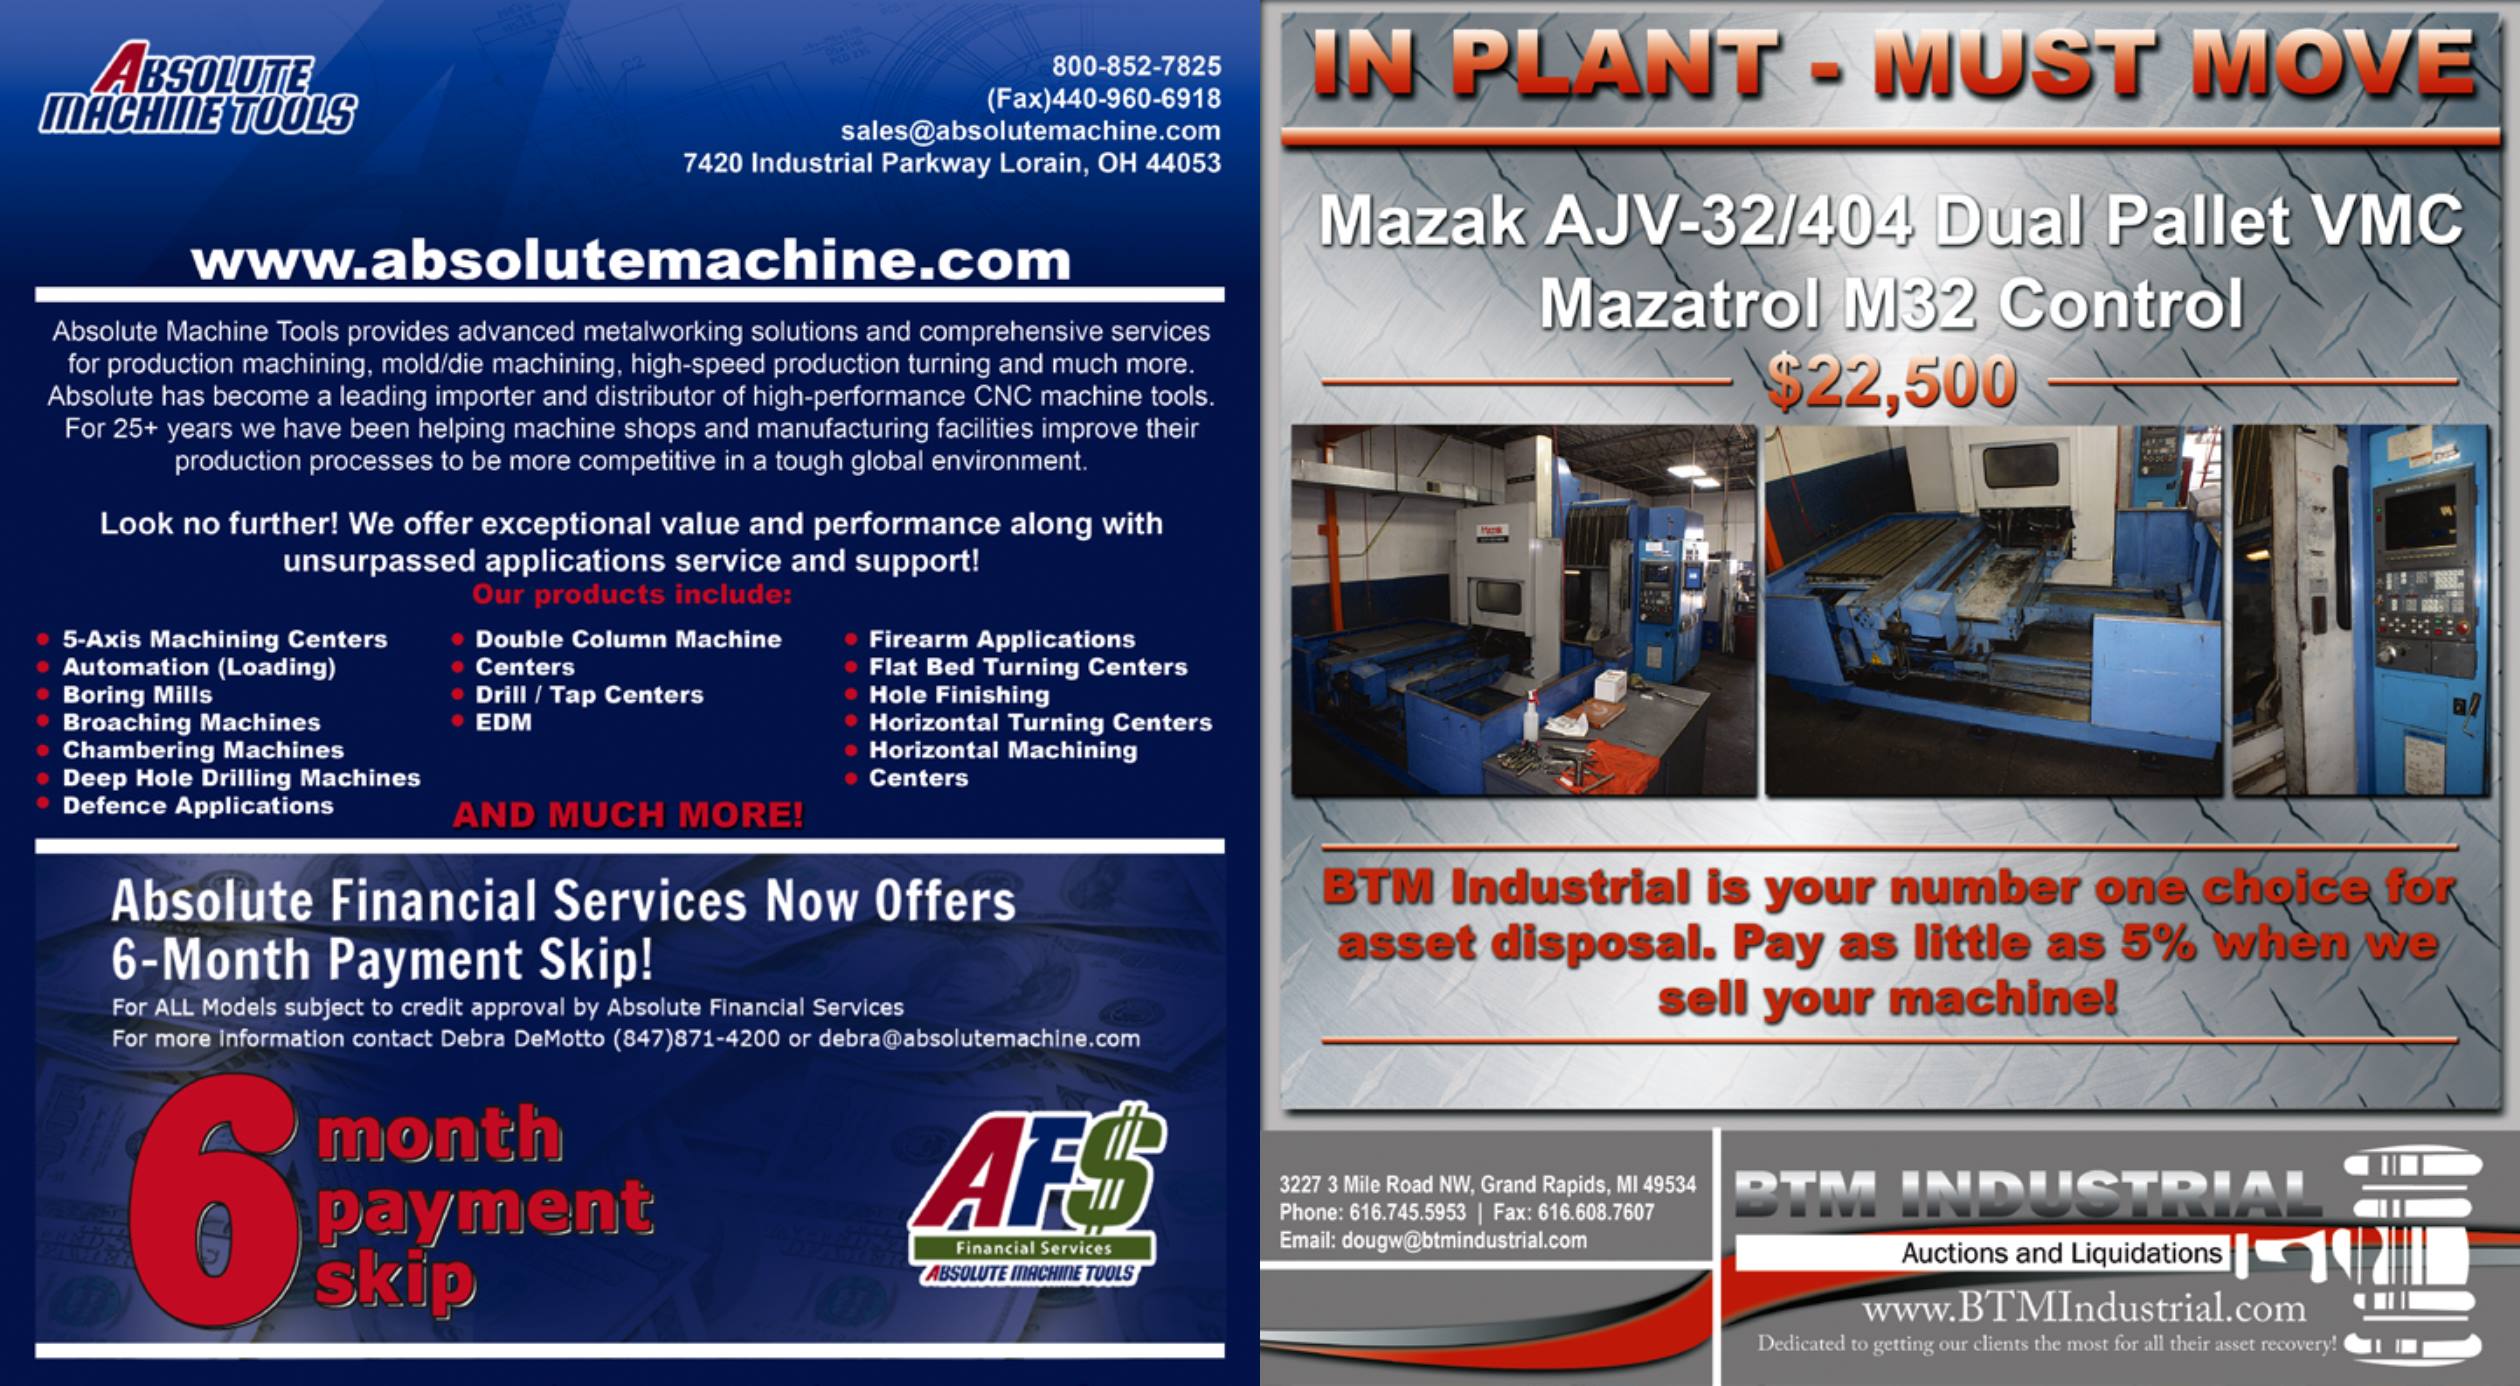 ABSOLUTE
MACHINE TOOLS
800-852-7825
(Fax)440-960-6918
sales@absolutemachine.com
7420 Industrial Parkway Lorain, OH 44053
www.absolutemachine.com
Absolute Machine Tools provides advanced metalworking solutions and comprehensive services
for production machining, mold/die machining, high-speed production turning and much more.
Absolute has become a leading importer and distributor of high-performance CNC machine tools.
For 25+ years we have been helping machine shops and manufacturing facilities improve their
production processes to be more competitive in a tough global environment.
Look no further! We offer exceptional value and performance along with
unsurpassed applications service and support!
Our products include:
• 5-Axis Machining Centers
• Automation (Loading)
• Boring Mills
• Broaching Machines
• Chambering Machines
• Deep Hole Drilling Machines
• Defence Applications
• Double Column Machine
• Centers
• Drill / Tap Centers
• EDM
• Firearm Applications
• Flat Bed Turning Centers
• Hole Finishing
• Horizontal Turning Centers
• Horizontal Machining
• Centers
AND MUCH MORE!
Absolute Financial Services Now Offers
6-Month Payment Skip!
For ALL Models subject to credit approval by Absolute Financial Services
For more information contact Debra DeMotto (847)871-4200 or debra@absolutemachine.com
6 month
payment
skip
AF$
Financial Services
ABSOLUTE MACHINE TOOLS
IN PLANT - MUST MOVE
Mazak AJV-32/404 Dual Pallet VMC
Mazatrol M32 Control
$22,500
Mazak
BTM Industrial is your number one choice for
asset disposal. Pay as little as 5% when we
sell your machine!
3227 3 Mile Road NW, Grand Rapids, MI 49534
Phone: 616.745.5953 | Fax: 616.608.7607
Email: dougw@btmindustrial.com
BTM INDUSTRIAL
Auctions and Liquidations
www.BTMIndustrial.com
Dedicated to getting our clients the most for all their asset recovery!